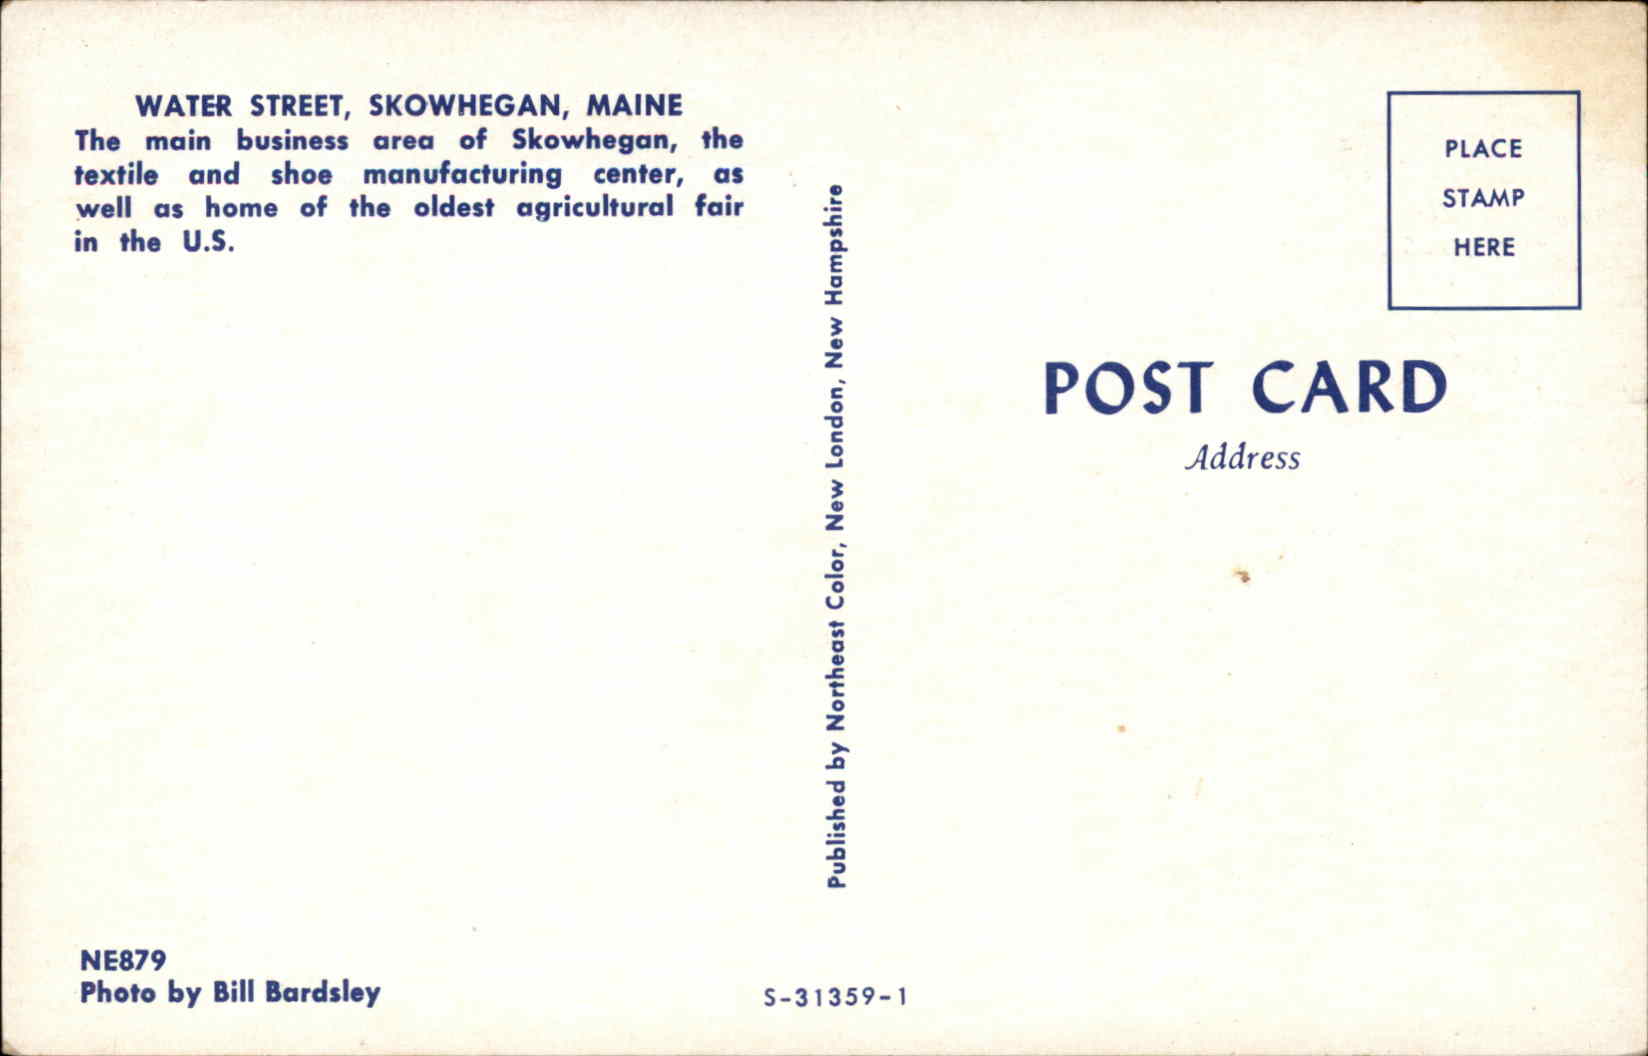 WATER STREET, SKOWHEGAN, MAINE
The main business area of Skowhegan, the
textile and shoe manufacturing center, as
well as home of the oldest agricultural fair
in the U.S.
NE879
Photo by Bill Bardsley
Published by Northeast Color, New London, New Hampshire
S-31359-1
PLACE
STAMP
HERE
POST CARD
Address